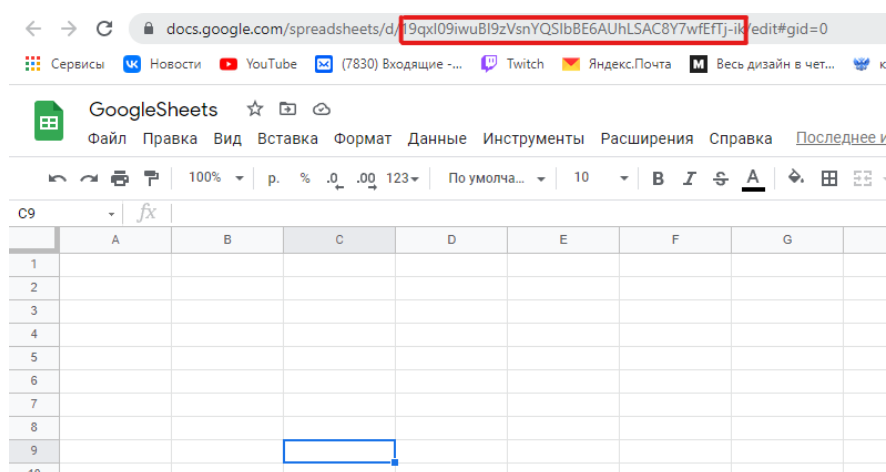 docs.google.com/spreadsheets/d/19qxl09iwuBI9zVsnYQSIbBE6AUhLSAC8Y7wfEfTj-ik/edit#gid=0
Сервисы Новости YouTube (7830) Входящие -... Twitch Яндекс.Почта M Весь дизайн в чет... к
GoogleSheets
Файл Правка Вид Вставка Формат Данные Инструменты Расширения Справка Последнее и
100% р. % .0 .00 123 По умолча... 10 B I S A
C9 fx
A B C D E F G
1
2
3
4
5
6
7
8
9
10